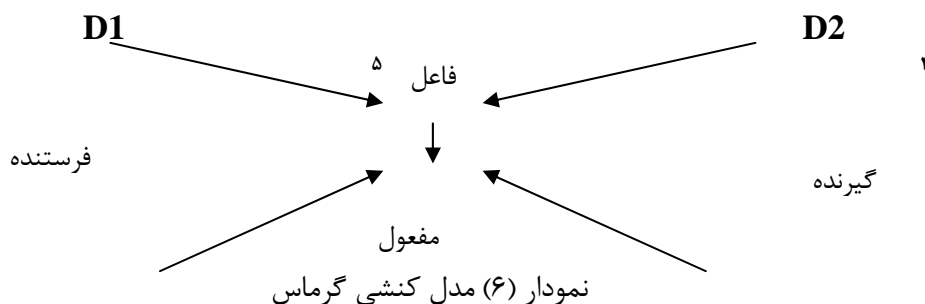 D1 D2
۵
فاعل
فرستنده
گیرنده
مفعول
نمودار (۶) مدل کنشی گرماس